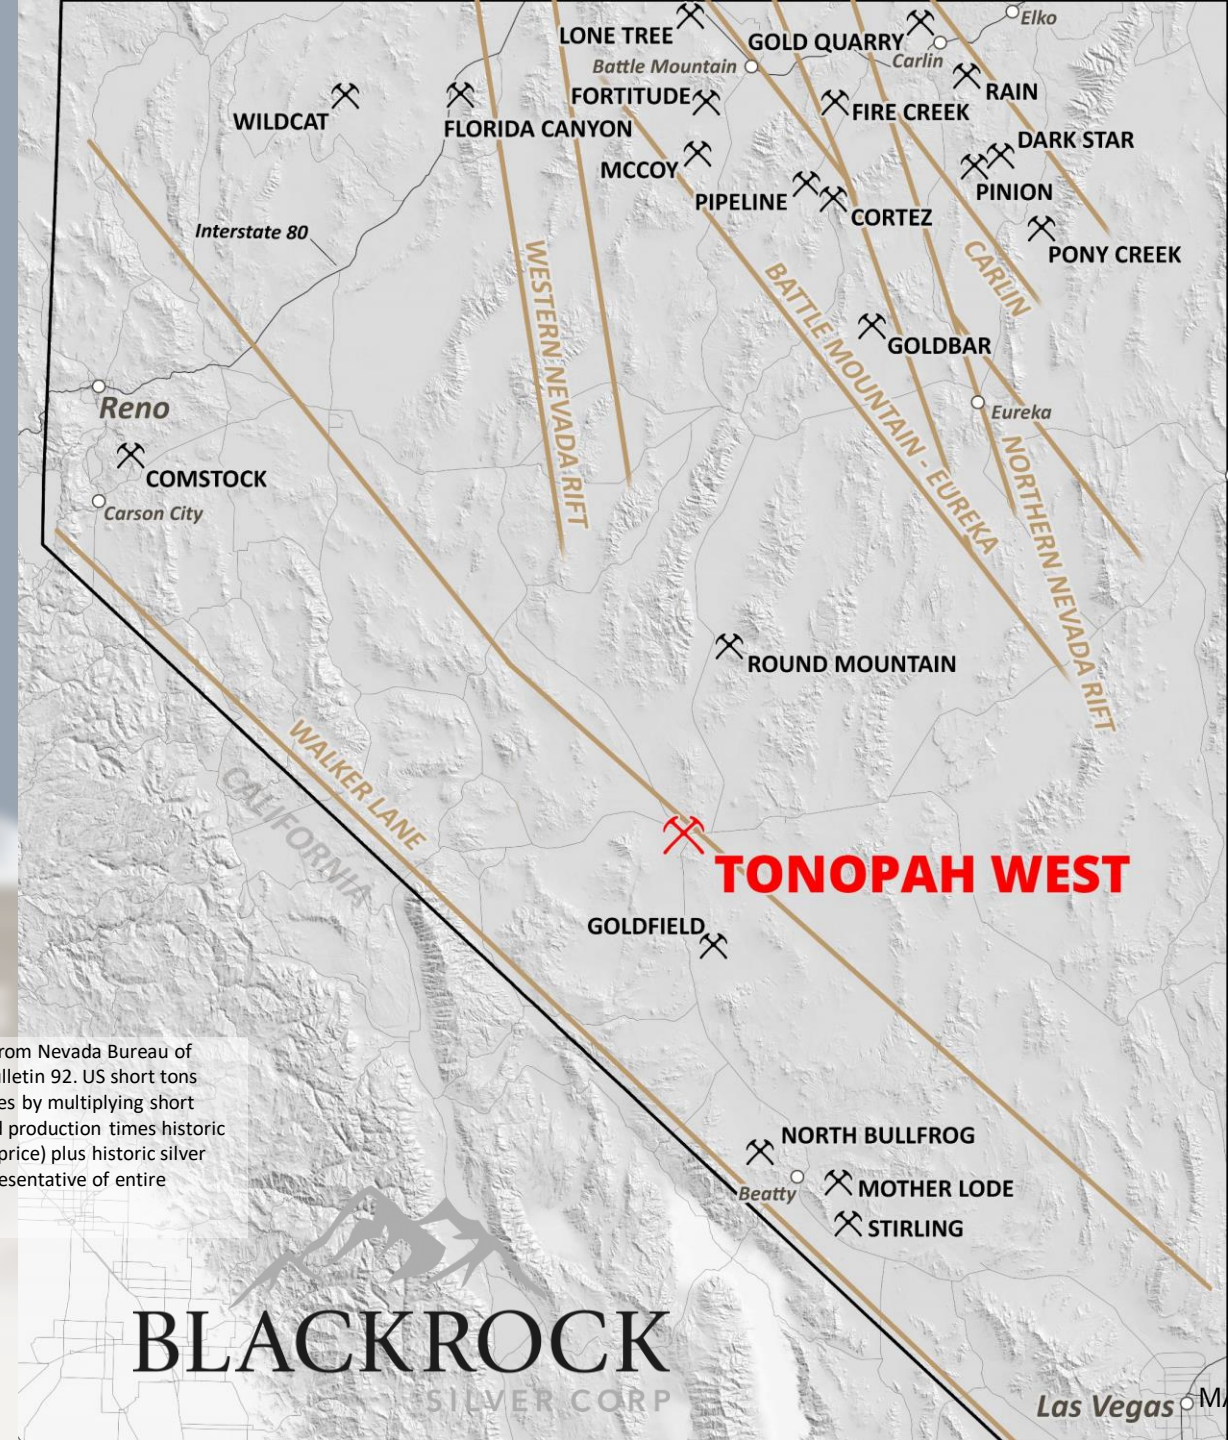 Elko
LONE TREE
GOLD QUARRY
Carlin
Battle Mountain
RAIN
FORTITUDE
FIRE CREEK
WILDCAT
FLORIDA CANYON
DARK STAR
MCCOY
PINION
PIPELINE
CORTEZ
Interstate 80
PONY CREEK
WESTERN NEVADA RIFT
BATTLE MOUNTAIN - EUREKA
CARLIN
GOLDBAR
Reno
Eureka
COMSTOCK
Carson City
NORTHERN NEVADA RIFT
ROUND MOUNTAIN
WALKER LANE
CALIFORNIA
TONOPAH WEST
GOLDFIELD
rom Nevada Bureau of
lletin 92. US short tons
es by multiplying short
production times historic
price) plus historic silver
esentative of entire
NORTH BULLFROG
Beatty
MOTHER LODE
STIRLING
BLACKROCK
SILVER CORP
Las Vegas